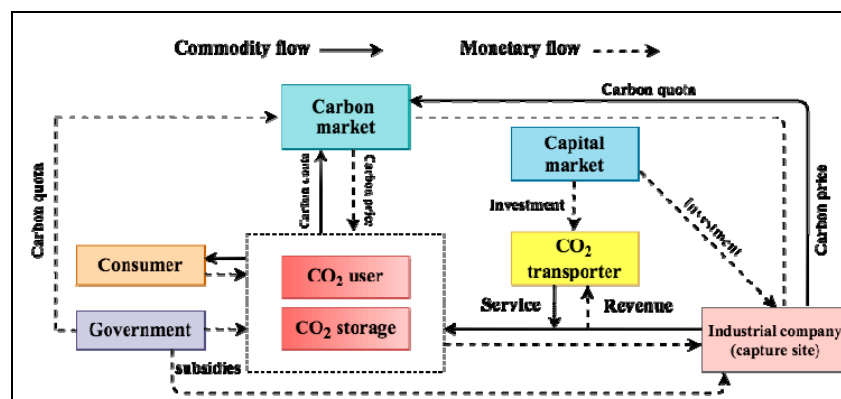 Commodity flow
Monetary flow
Carbon quota
Carbon
market
Capital
market
Carbon quota
Carbon quota
Carbon price
Carbon price
Investment
Investment
Consumer
CO₂ user
CO₂
transporter
Government
CO₂ storage
Service
Revenue
Industrial company
(capture site)
subsidies